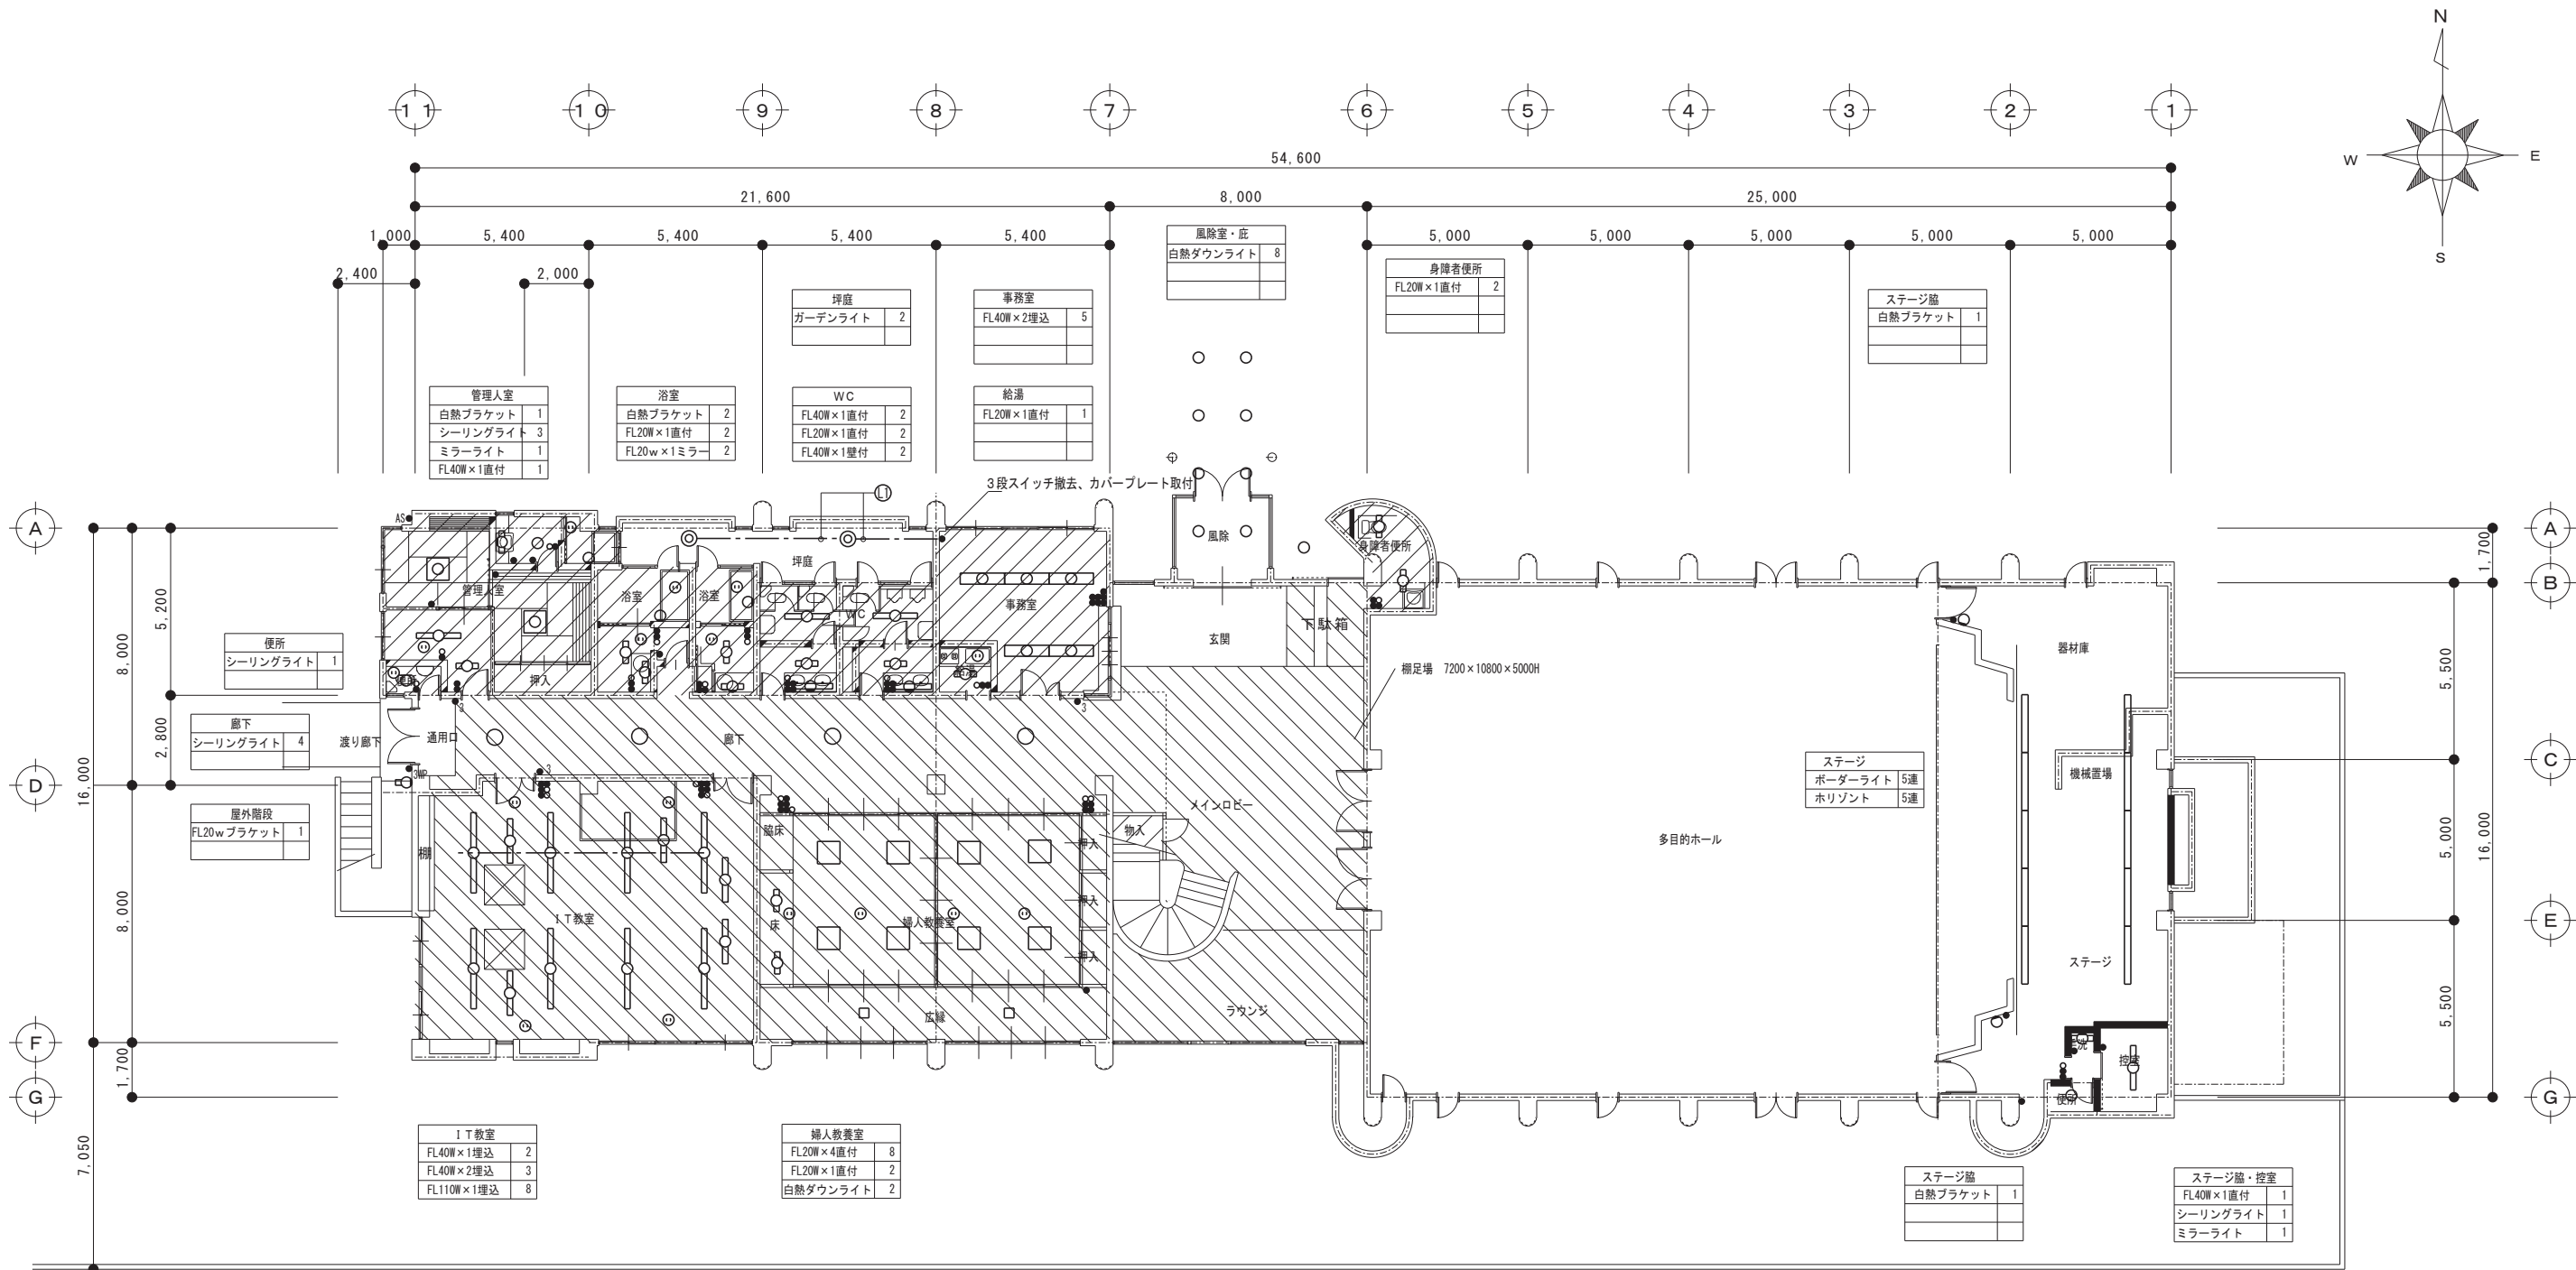 N
W
E
S
11
10
9
8
7
6
5
4
3
2
1
54,600
21,600
8,000
25,000
1,000
5,400
5,400
5,400
5,400
5,000
5,000
5,000
5,000
5,000
2,400
2,000
風除室・庇
白熱ダウンライト 8
身障者便所
FL20W×1直付 2
坪庭
ガーデンライト 2
事務室
FL40W×2埋込 5
ステージ脇
白熱ブラケット 1
管理人室
白熱ブラケット 1
シーリングライト 3
ミラーライト 1
FL40W×1直付 1
浴室
白熱ブラケット 2
FL20W×1直付 2
FL20w×1ミラー 2
WC
FL40W×1直付 2
FL20W×1直付 2
FL40W×1壁付 2
給湯
FL20W×1直付 1
3段スイッチ撤去、カバープレート取付
L1
AS
A
A
B
C
D
E
F
G
G
16,000
8,000
5,200
2,800
8,000
1,700
7,050
1,700
5,500
5,000
5,500
16,000
坪庭
風除
身障者便所
管理人室
浴室
浴室
WC
事務室
玄関
下駄箱
器材庫
便所
シーリングライト 1
押入
棚足場 7200×10800×5000H
3
3
廊下
シーリングライト 4
渡り廊下
通用口
廊下
3WP
3
ステージ
ボーダーライト 5連
ホリゾント 5連
機械置場
屋外階段
FL20wブラケット 1
メインロビー
棚
脇床
物入
押入
多目的ホール
押入
IT教室
床
婦人教養室
押入
ステージ
広縁
ラウンジ
控室
便所
IT教室
FL40W×1埋込 2
FL40W×2埋込 3
FL110W×1埋込 8
婦人教養室
FL20W×4直付 8
FL20W×1直付 2
白熱ダウンライト 2
ステージ脇
白熱ブラケット 1
ステージ脇・控室
FL40W×1直付 1
シーリングライト 1
ミラーライト 1